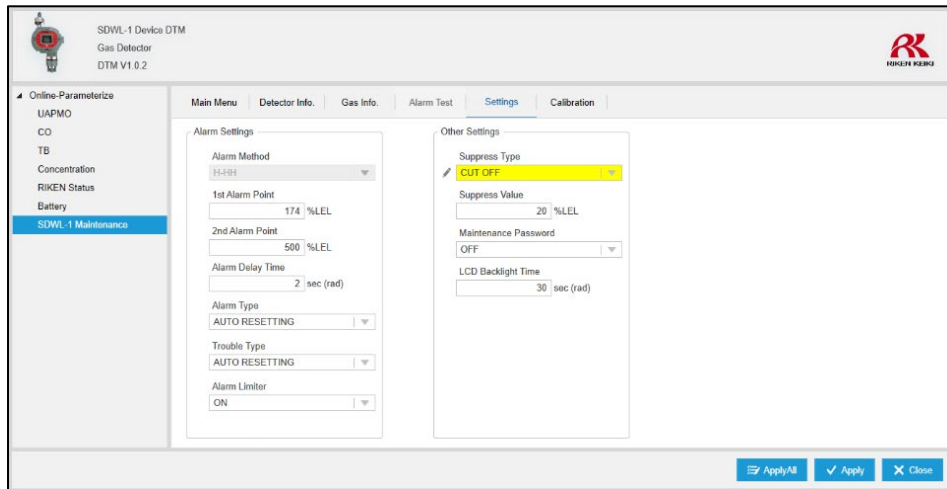 SDWL-1 Device DTM
Gas Detector
DTM V1.0.2
RIKEN KEIKI
Online-Parameterize
UAPMO
CO
TB
Concentration
RIKEN Status
Battery
SDWL-1 Maintenance
Main Menu Detector Info. Gas Info. Alarm Test Settings Calibration
Alarm Settings
Alarm Method
H-HH
1st Alarm Point
174 %LEL
2nd Alarm Point
500 %LEL
Alarm Delay Time
2 sec (rad)
Alarm Type
AUTO RESETTING
Trouble Type
AUTO RESETTING
Alarm Limiter
ON
Other Settings
Suppress Type
CUT OFF
Suppress Value
20 %LEL
Maintenance Password
OFF
LCD Backlight Time
30 sec (rad)
ApplyAll Apply Close